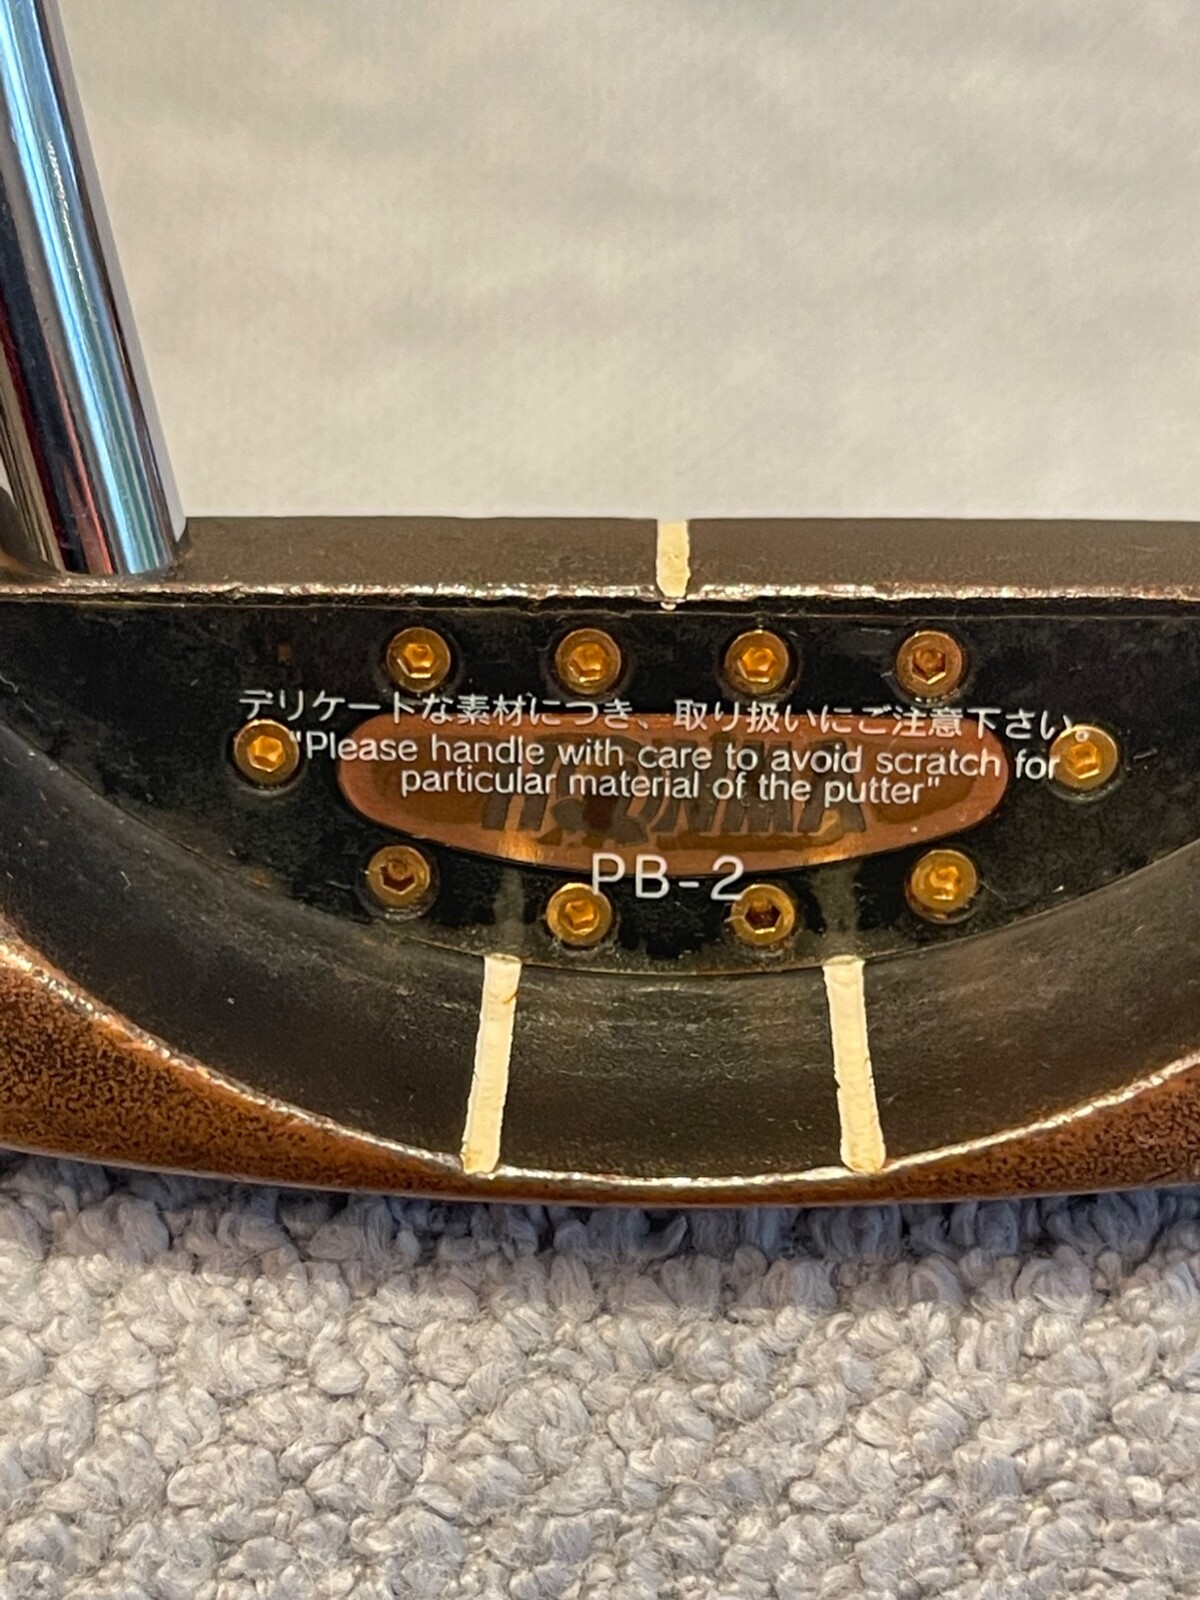 デリケートな素材につき、取り扱いにご注意下さい。
"Please handle with care to avoid scratch for
particular material of the putter"
HONMA
PB-2